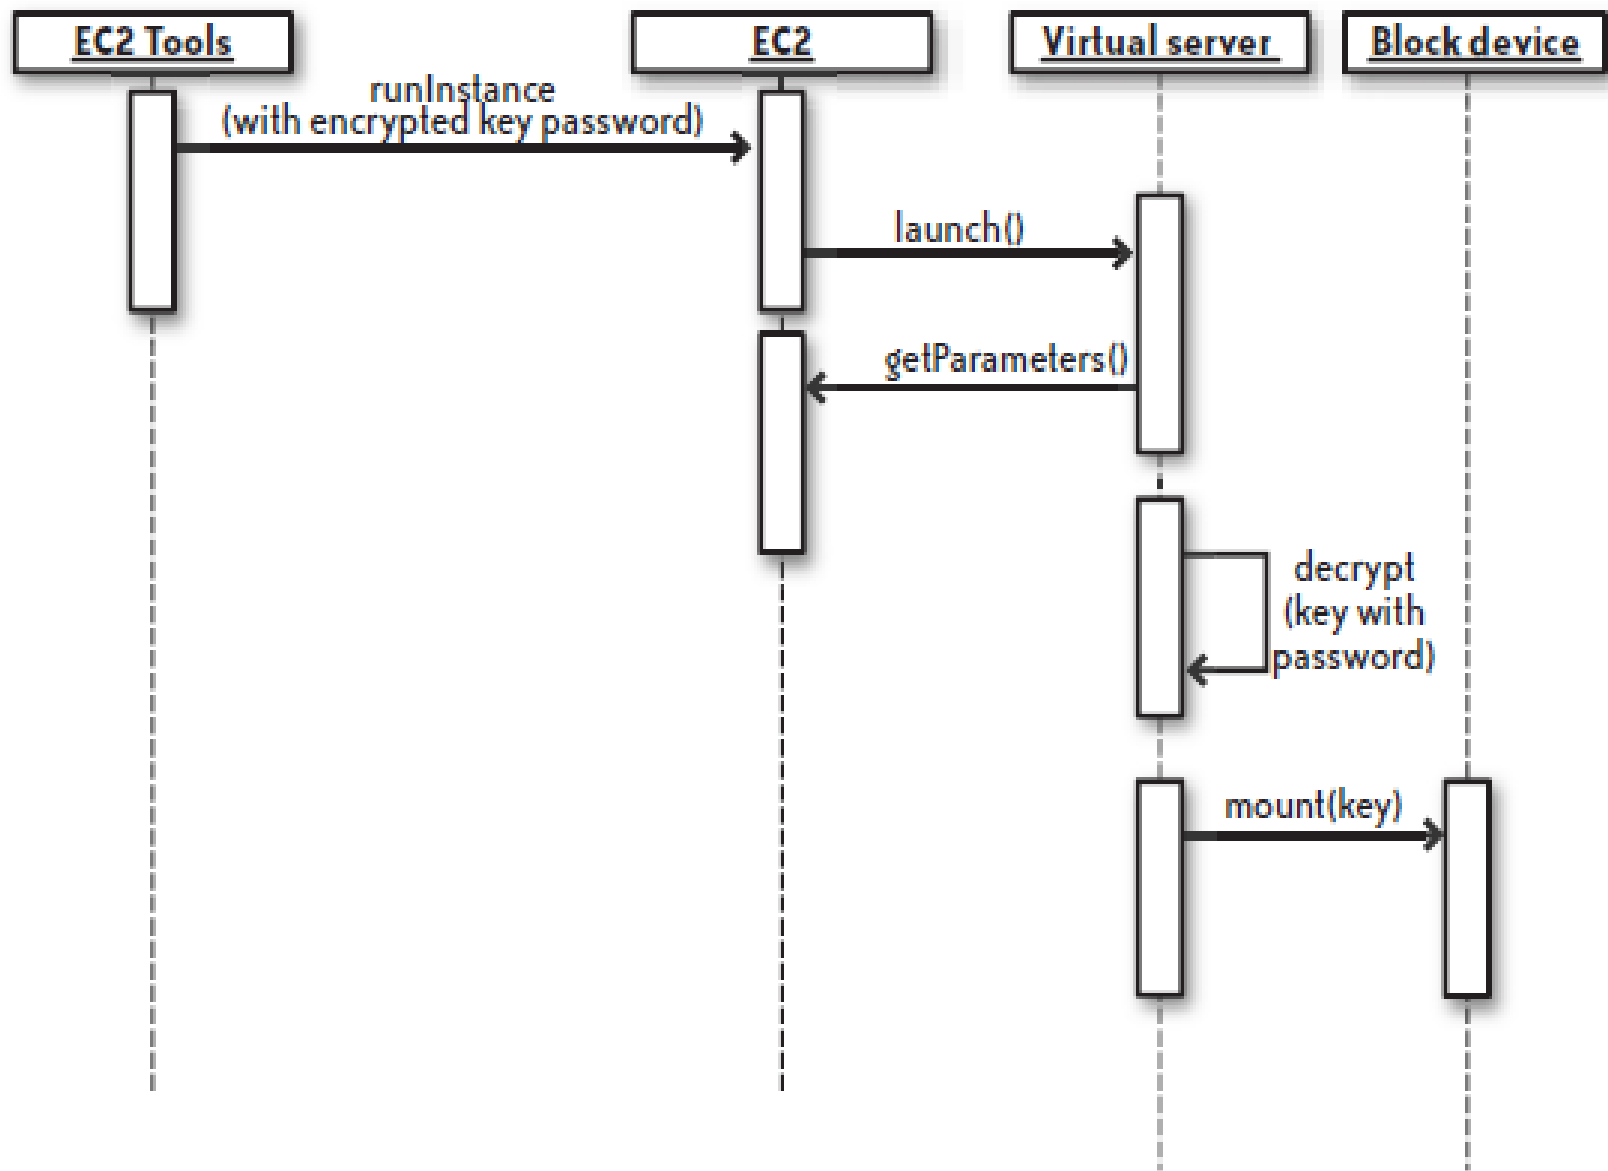 EC2 Tools
EC2
Virtual server
Block device
runInstance
(with encrypted key password)
launch()
getParameters()
decrypt
(key with
password)
mount(key)